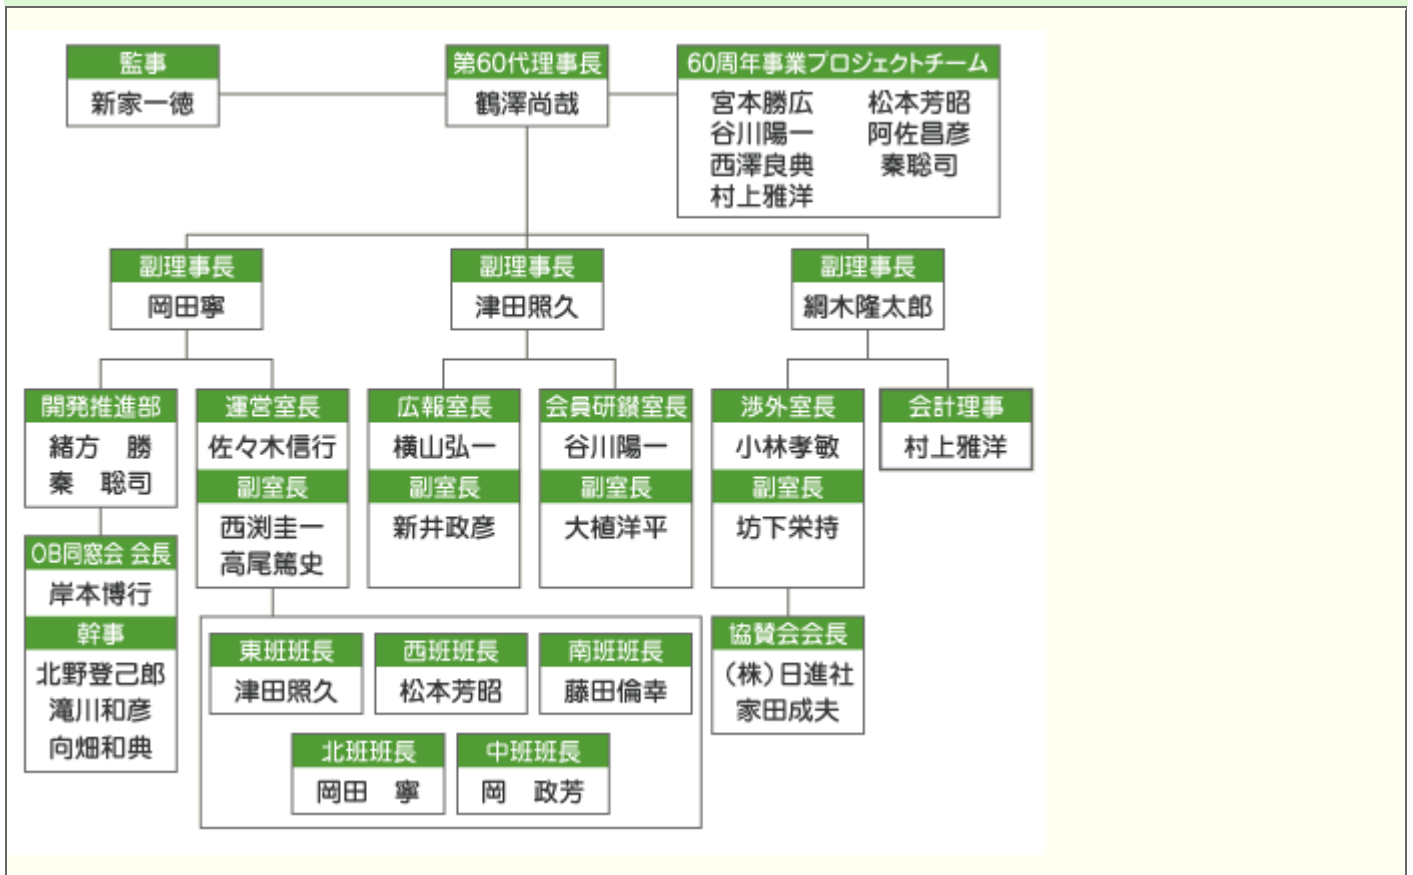 監事
新家一徳
第60代理事長
鶴澤尚哉
60周年事業プロジェクトチーム
宮本勝広 松本芳昭
谷川陽一 阿佐昌彦
西澤良典 秦聡司
村上雅洋
副理事長
岡田寧
副理事長
津田照久
副理事長
綱木隆太郎
開発推進部
緒方 勝
秦 聡司
OB同窓会 会長
岸本博行
幹事
北野登己郎
滝川和彦
向畑和典
運営室長
佐々木信行
副室長
西渕圭一
高尾篤史
広報室長
横山弘一
副室長
新井政彦
会員研鑚室長
谷川陽一
副室長
大植洋平
渉外室長
小林孝敏
副室長
坊下栄持
会計理事
村上雅洋
東班班長
津田照久
西班班長
松本芳昭
南班班長
藤田倫幸
北班班長
岡田 寧
中班班長
岡 政芳
協賛会会長
(株)日進社
家田成夫